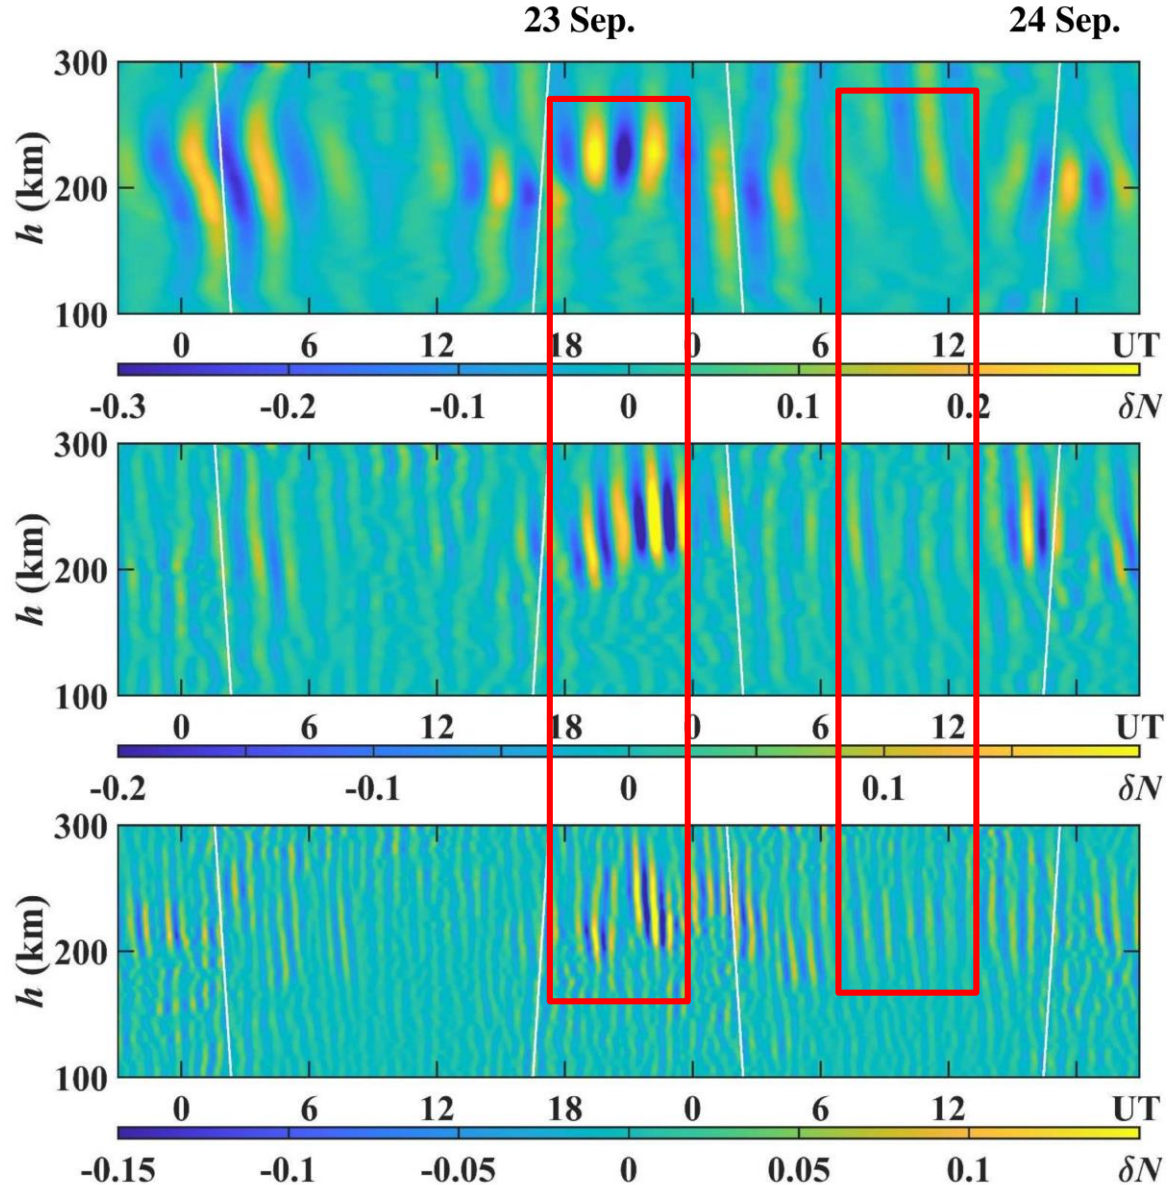 23 Sep. 24 Sep.
300
200
100
h (km)
0 6 12 18 0 6 12 UT
-0.3 -0.2 -0.1 0 0.1 0.2 δN
300
200
100
h (km)
0 6 12 18 0 6 12 UT
-0.2 -0.1 0 0.1 δN
300
200
100
h (km)
0 6 12 18 0 6 12 UT
-0.15 -0.1 -0.05 0 0.05 0.1 δN